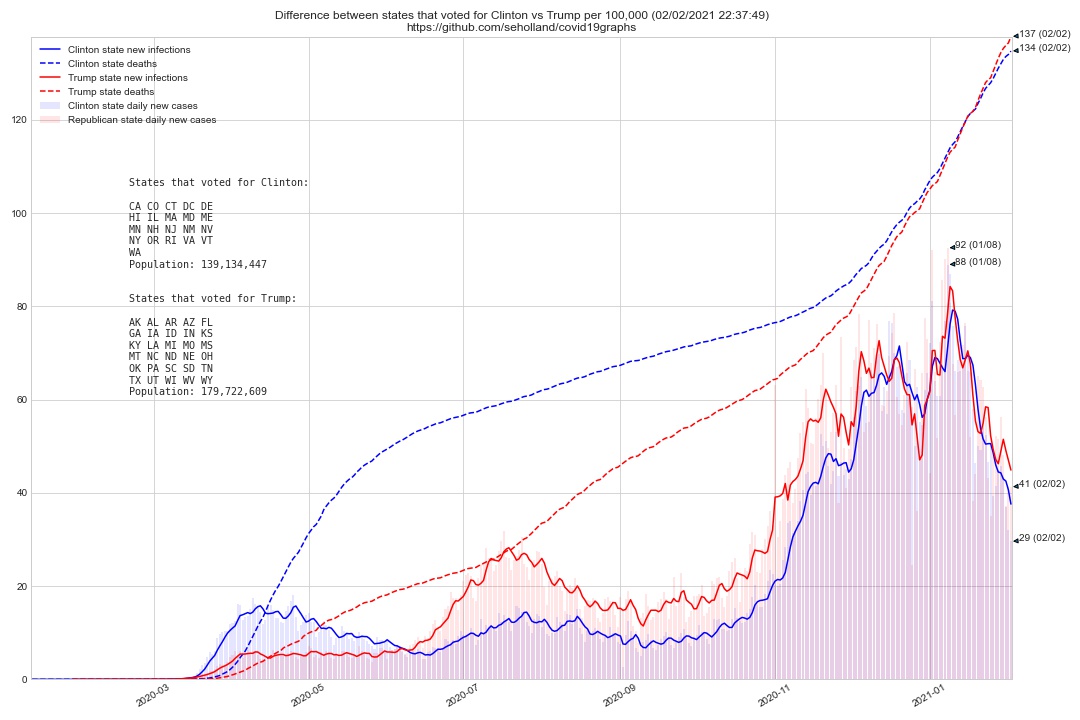 Difference between states that voted for Clinton vs Trump per 100,000 (02/02/2021 22:37:49)
https://github.com/seholland/covid19graphs
Clinton state new infections
Clinton state deaths
Trump state new infections
Trump state deaths
Clinton state daily new cases
Republican state daily new cases
137 (02/02)
134 (02/02)
120
100
80
60
40
20
0
States that voted for Clinton:
CA CO CT DC DE
HI IL MA MD ME
MN NH NJ NM NV
NY OR RI VA VT
WA
Population: 139,134,447
States that voted for Trump:
AK AL AR AZ FL
GA IA ID IN KS
KY LA MI MO MS
MT NC ND NE OH
OK PA SC SD TN
TX UT WI WV WY
Population: 179,722,609
92 (01/08)
88 (01/08)
41 (02/02)
29 (02/02)
2020-03
2020-05
2020-07
2020-09
2020-11
2021-01